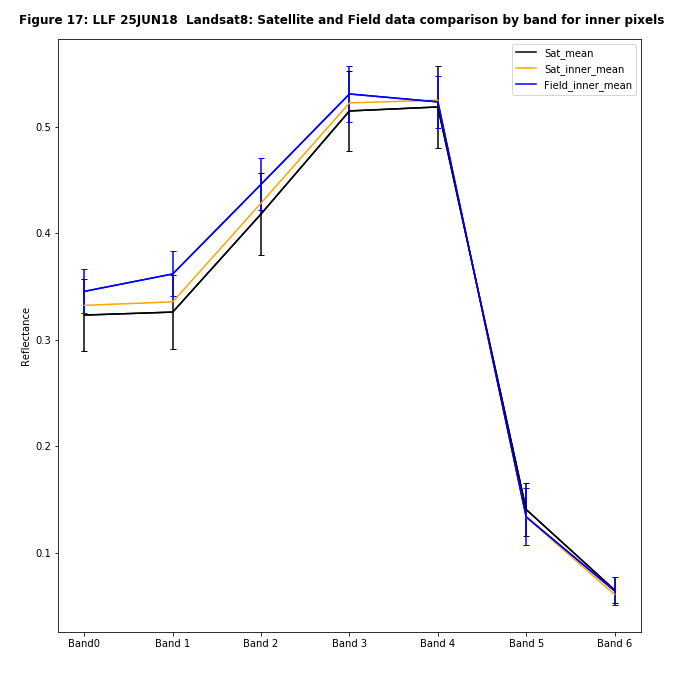 Figure 17: LLF 25JUN18  Landsat8: Satellite and Field data comparison by band for inner pixels
Sat_mean
Sat_inner_mean
Field_inner_mean
0.5
0.4
0.3
0.2
0.1
Reflectance
Band0
Band 1
Band 2
Band 3
Band 4
Band 5
Band 6